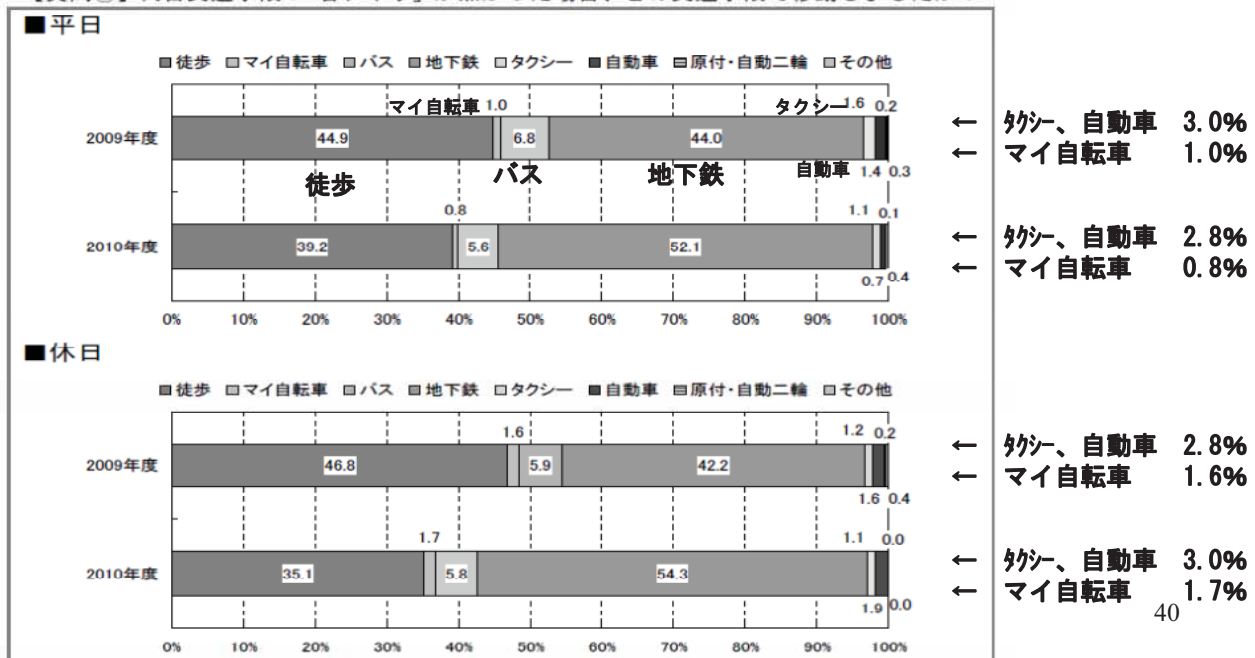 ■平日
■徒歩 □マイ自転車 □バス ■地下鉄 □タクシー ■自動車 目原付・自動二輪 □その他
マイ自転車 1.0 タクシー 1.6 0.2
2009年度 44.9 6.8 44.0
徒歩 バス 地下鉄 自動車 1.4 0.3
← タクシー、自動車 3.0%
← マイ自転車 1.0%
0.8 1.1 0.1
2010年度 39.2 5.6 52.1
0.7 0.4
← タクシー、自動車 2.8%
← マイ自転車 0.8%
0% 10% 20% 30% 40% 50% 60% 70% 80% 90% 100%
■休日
■徒歩 □マイ自転車 □バス ■地下鉄 □タクシー ■自動車 目原付・自動二輪 □その他
1.6 1.2 0.2
2009年度 46.8 5.9 42.2
1.6 0.4
← タクシー、自動車 2.8%
← マイ自転車 1.6%
1.7 1.1 0.0
2010年度 35.1 5.8 54.3
1.9 0.0
← タクシー、自動車 3.0%
← マイ自転車 1.7%
40
0% 10% 20% 30% 40% 50% 60% 70% 80% 90% 100%